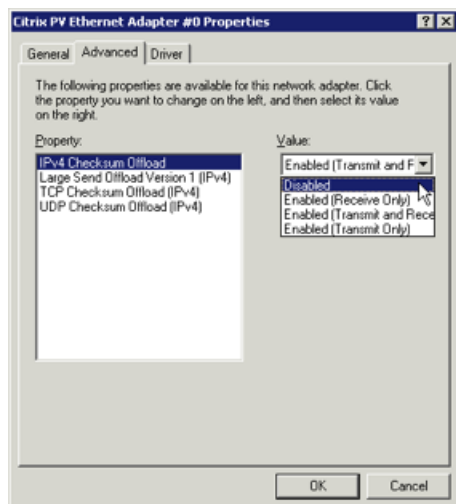 Citrix PV Ethernet Adapter #0 Properties
General Advanced Driver
The following properties are available for this network adapter. Click
the property you want to change on the left, and then select its value
on the right.
Property:
Value:
IPv4 Checksum Offload
Large Send Offload Version 1 (IPv4)
TCP Checksum Offload (IPv4)
UDP Checksum Offload (IPv4)
Enabled (Transmit and F
Disabled
Enabled (Receive Only)
Enabled (Transmit and Rece
Enabled (Transmit Only)
OK Cancel